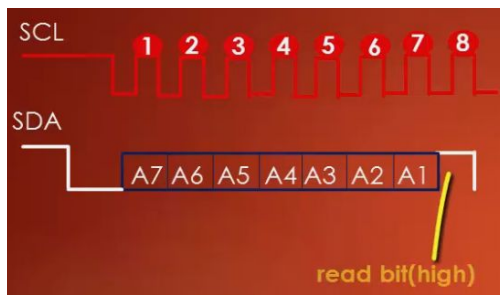 SCL
1 2 3 4 5 6 7 8
SDA
A7 A6 A5 A4 A3 A2 A1
read bit(high)